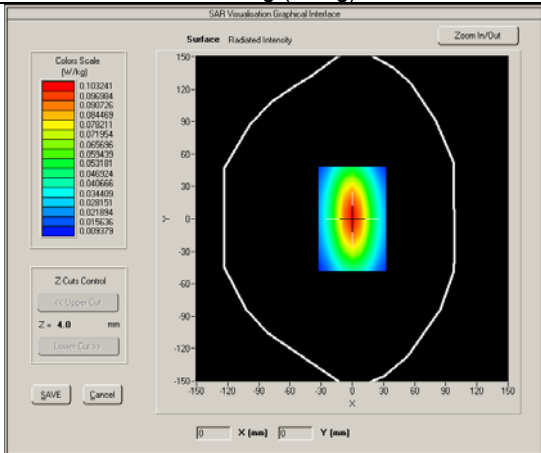 SAR Visualisation Graphical Interface
Surface Radiated Intensity
Zoom In/Out
Colors Scale
(W/kg)
0.103241
0.096984
0.090726
0.084469
0.078211
0.071954
0.065696
0.059439
0.053181
0.046924
0.040666
0.034409
0.028151
0.021894
0.015636
0.009379
150
120
90
60
30
0
-30
-60
-90
-120
-150
Y
-150 -120 -90 -60 -30 0 30 60 90 120 150
X
Z-Cuts Control
<< Upper Cut
Z = 4.0 mm
Lower Cut >>
SAVE Cancel
0 X (mm) 0 Y (mm)